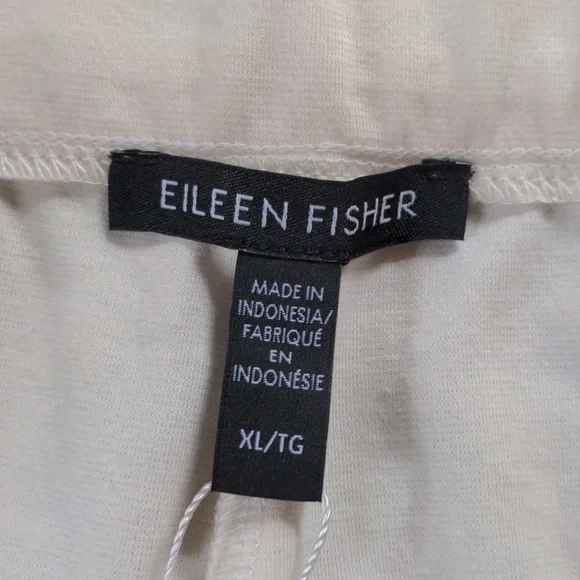 EILEEN FISHER
MADE IN
INDONESIA/
FABRIQUÉ
EN
INDONÉSIE
XL/TG